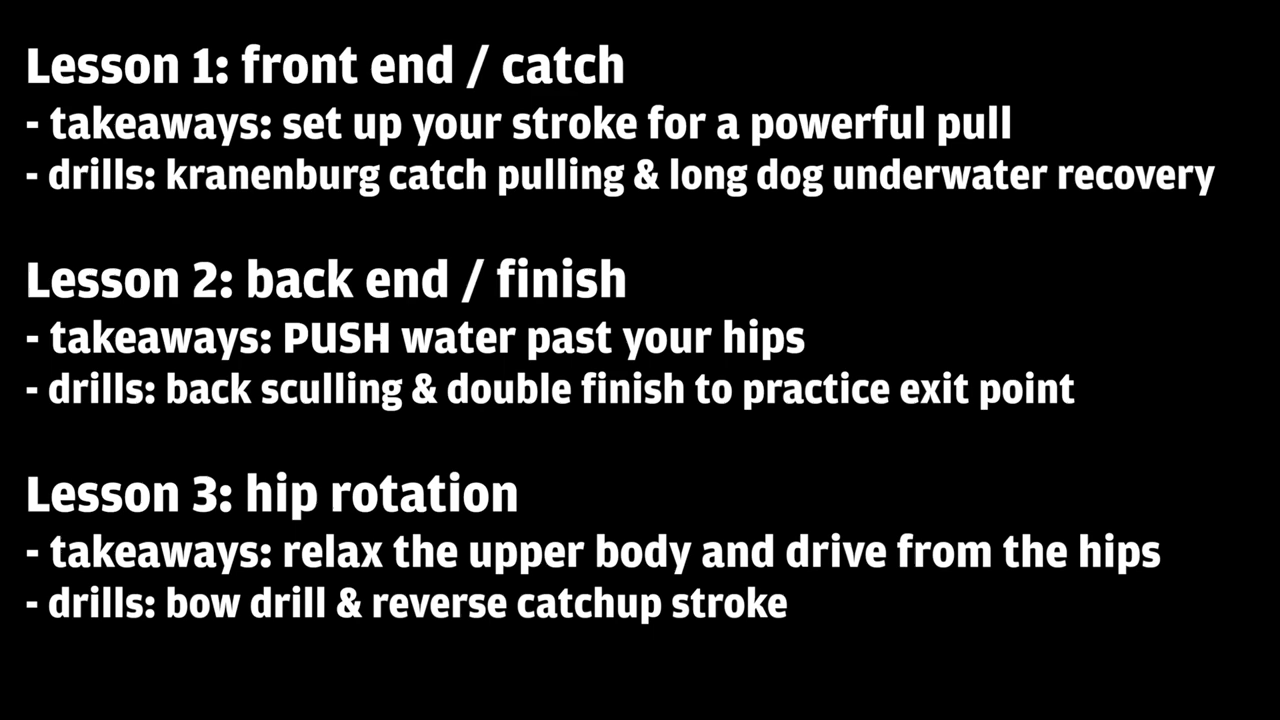 Lesson 1: front end / catch
- takeaways: set up your stroke for a powerful pull
- drills: kranenburg catch pulling & long dog underwater recovery
Lesson 2: back end / finish
- takeaways: PUSH water past your hips
- drills: back sculling & double finish to practice exit point
Lesson 3: hip rotation
- takeaways: relax the upper body and drive from the hips
- drills: bow drill & reverse catchup stroke